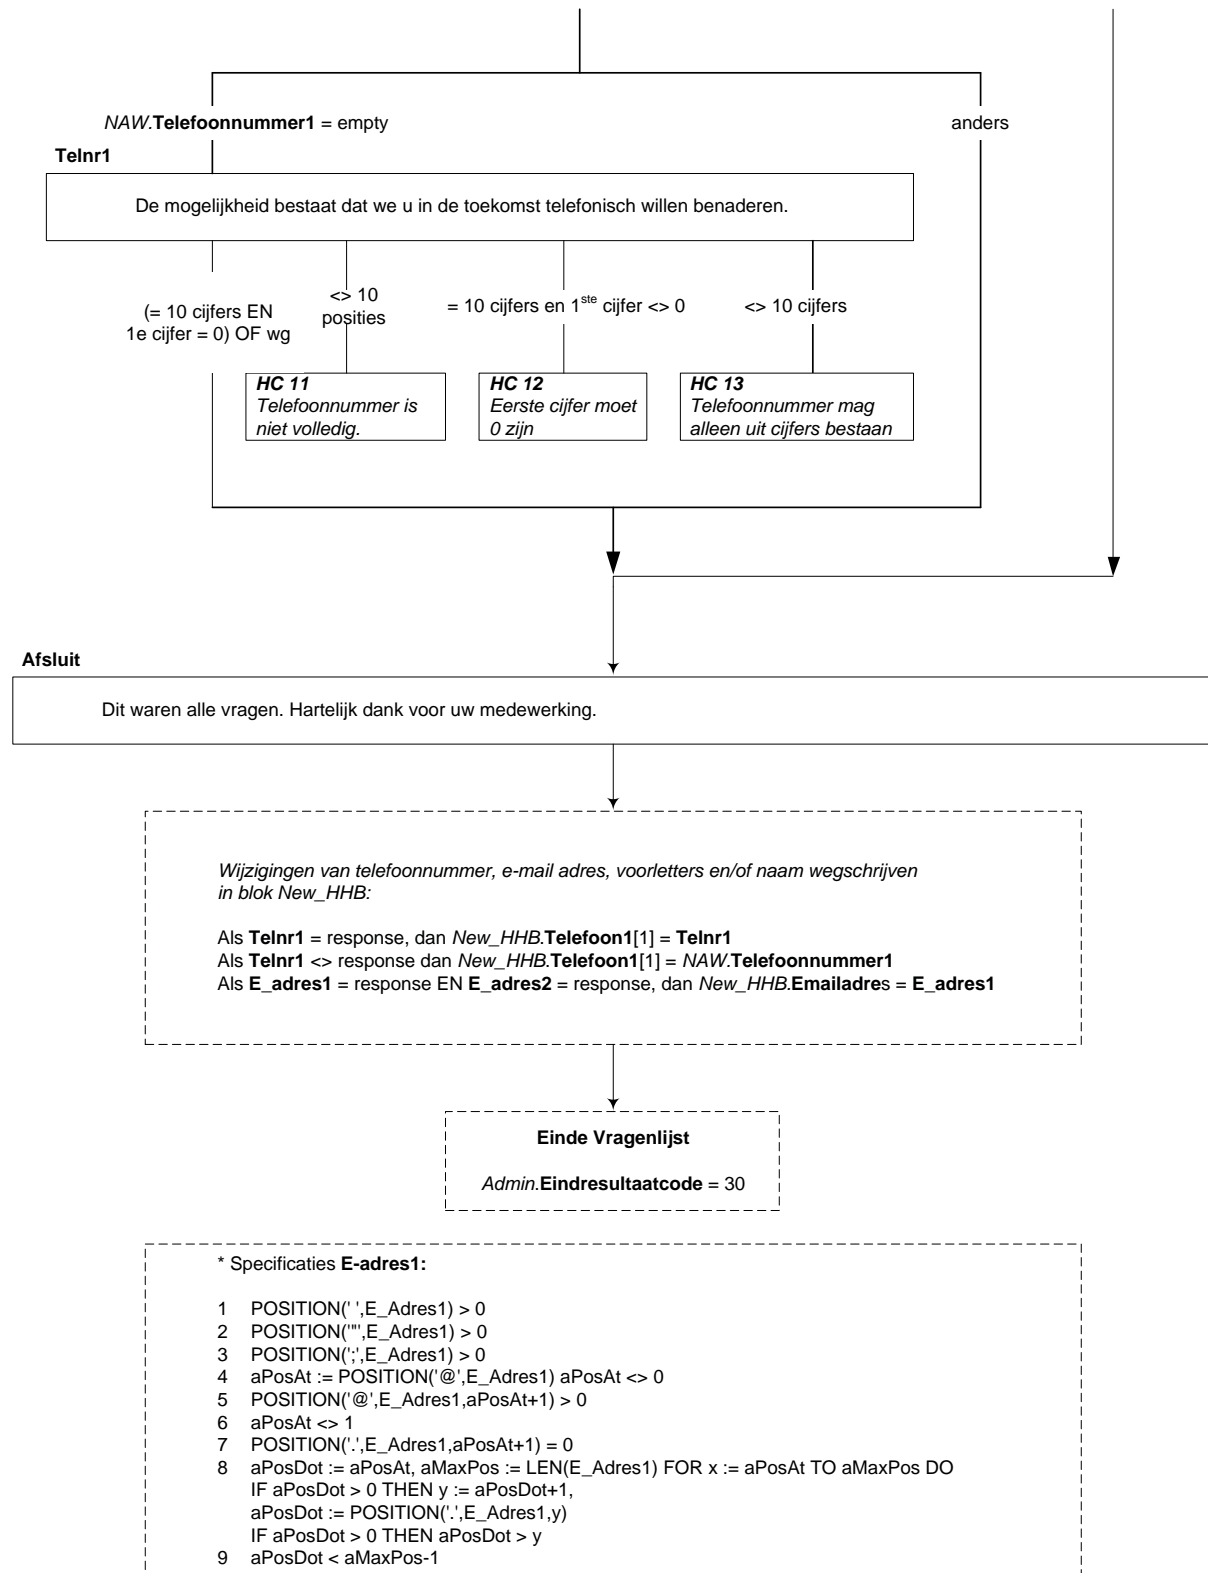 NAW.Telefoonnummer1 = empty
anders
Telnr1
De mogelijkheid bestaat dat we u in de toekomst telefonisch willen benaderen.
(= 10 cijfers EN
1e cijfer = 0) OF wg
<> 10
posities
= 10 cijfers en 1ste cijfer <> 0
<> 10 cijfers
HC 11
Telefoonnummer is
niet volledig.
HC 12
Eerste cijfer moet
0 zijn
HC 13
Telefoonnummer mag
alleen uit cijfers bestaan
Afsluit
Dit waren alle vragen. Hartelijk dank voor uw medewerking.
Wijzigingen van telefoonnummer, e-mail adres, voorletters en/of naam wegschrijven
in blok New_HHB:
Als Telnr1 = response, dan New_HHB.Telefoon1[1] = Telnr1
Als Telnr1 <> response dan New_HHB.Telefoon1[1] = NAW.Telefoonnummer1
Als E_adres1 = response EN E_adres2 = response, dan New_HHB.Emailadres = E_adres1
Einde Vragenlijst
Admin.Eindresultaatcode = 30
* Specificaties E-adres1:
1 POSITION(' ',E_Adres1) > 0
2 POSITION('"',E_Adres1) > 0
3 POSITION(';',E_Adres1) > 0
4 aPosAt := POSITION('@',E_Adres1) aPosAt <> 0
5 POSITION('@',E_Adres1,aPosAt+1) > 0
6 aPosAt <> 1
7 POSITION('.',E_Adres1,aPosAt+1) = 0
8 aPosDot := aPosAt, aMaxPos := LEN(E_Adres1) FOR x := aPosAt TO aMaxPos DO
IF aPosDot > 0 THEN y := aPosDot+1,
aPosDot := POSITION('.',E_Adres1,y)
IF aPosDot > 0 THEN aPosDot > y
9 aPosDot < aMaxPos-1